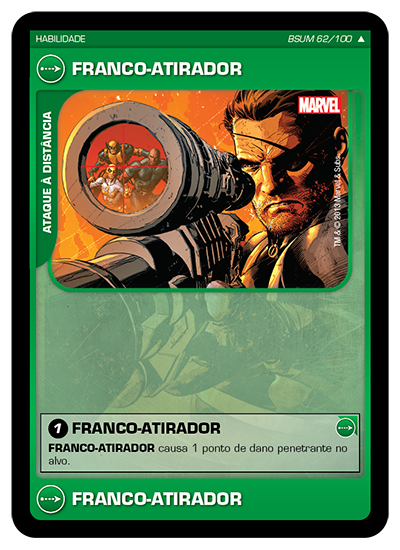 HABILIDADE
BSUM 62/100 ▲
FRANCO-ATIRADOR
ATAQUE À DISTÂNCIA
MARVEL
TM & © 2013 Marvel & Subs.
1 FRANCO-ATIRADOR
FRANCO-ATIRADOR causa 1 ponto de dano penetrante no
alvo.
FRANCO-ATIRADOR